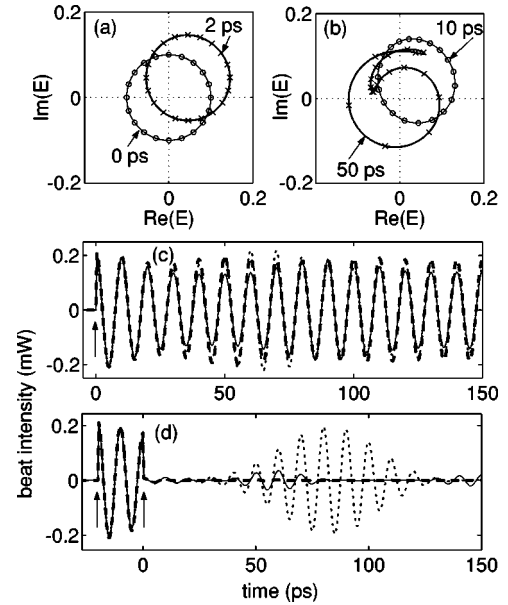 (a) 2 ps (b) 10 ps
0.2 0.2
Im(E) 0 Im(E) 0
0 ps 50 ps
-0.2 -0.2
-0.2 0 0.2 -0.2 0 0.2
Re(E) Re(E)
(c)
0.2
0
-0.2
0 50 100 150
beat intensity (mW)
(d)
0.2
0
-0.2
0 50 100 150
time (ps)